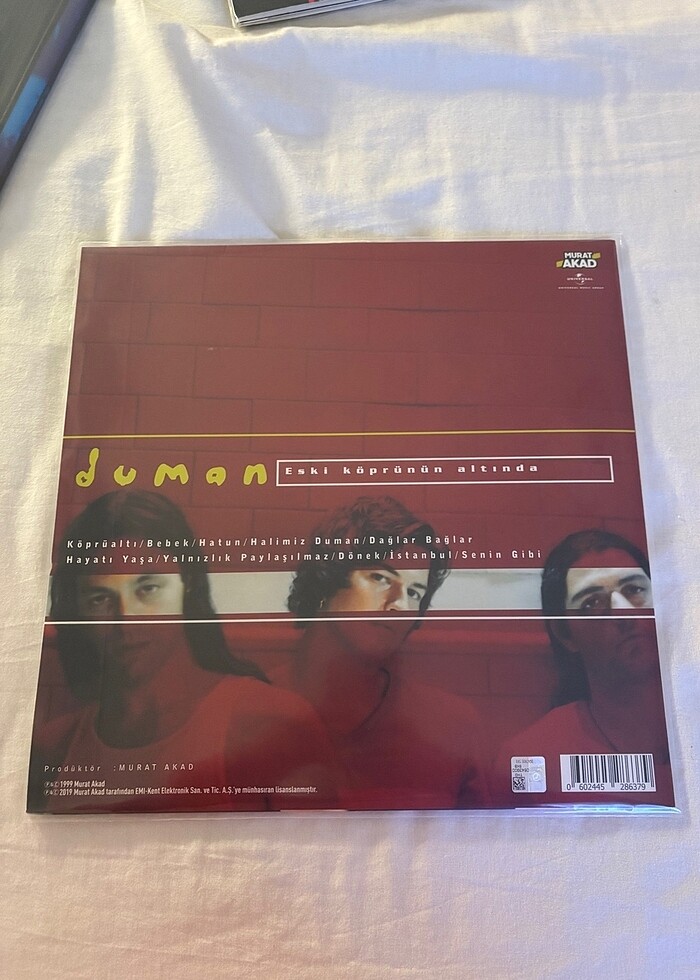 MURAT
AKAD
UNIVERSAL
duman
Eski köprünün altında
Köprüaltı/Bebek/Hatun/Halimiz Duman/Dağlar Bağlar
Hayatı Yaşa/Yalnızlık Paylaşılmaz/Dönek/İstanbul/Senin Gibi
Prodüktör :MURAT AKAD
℗&© 1999 Murat Akad
℗&© 2019 Murat Akad tarafından EMI-Kent Elektronik San. ve Tic. A.Ş.'ye münhasıran lisanslanmıştır.
0 602445 286379